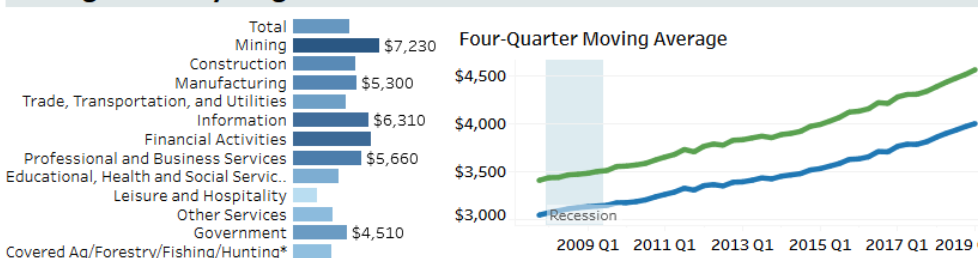 Total
Mining $7,230
Construction
Manufacturing $5,300
Trade, Transportation, and Utilities
Information $6,310
Financial Activities
Professional and Business Services $5,660
Educational, Health and Social Servic..
Leisure and Hospitality
Other Services
Government $4,510
Covered Ag/Forestry/Fishing/Hunting*
Four-Quarter Moving Average
$4,500
$4,000
$3,500
$3,000
Recession
2009 Q1 2011 Q1 2013 Q1 2015 Q1 2017 Q1 2019